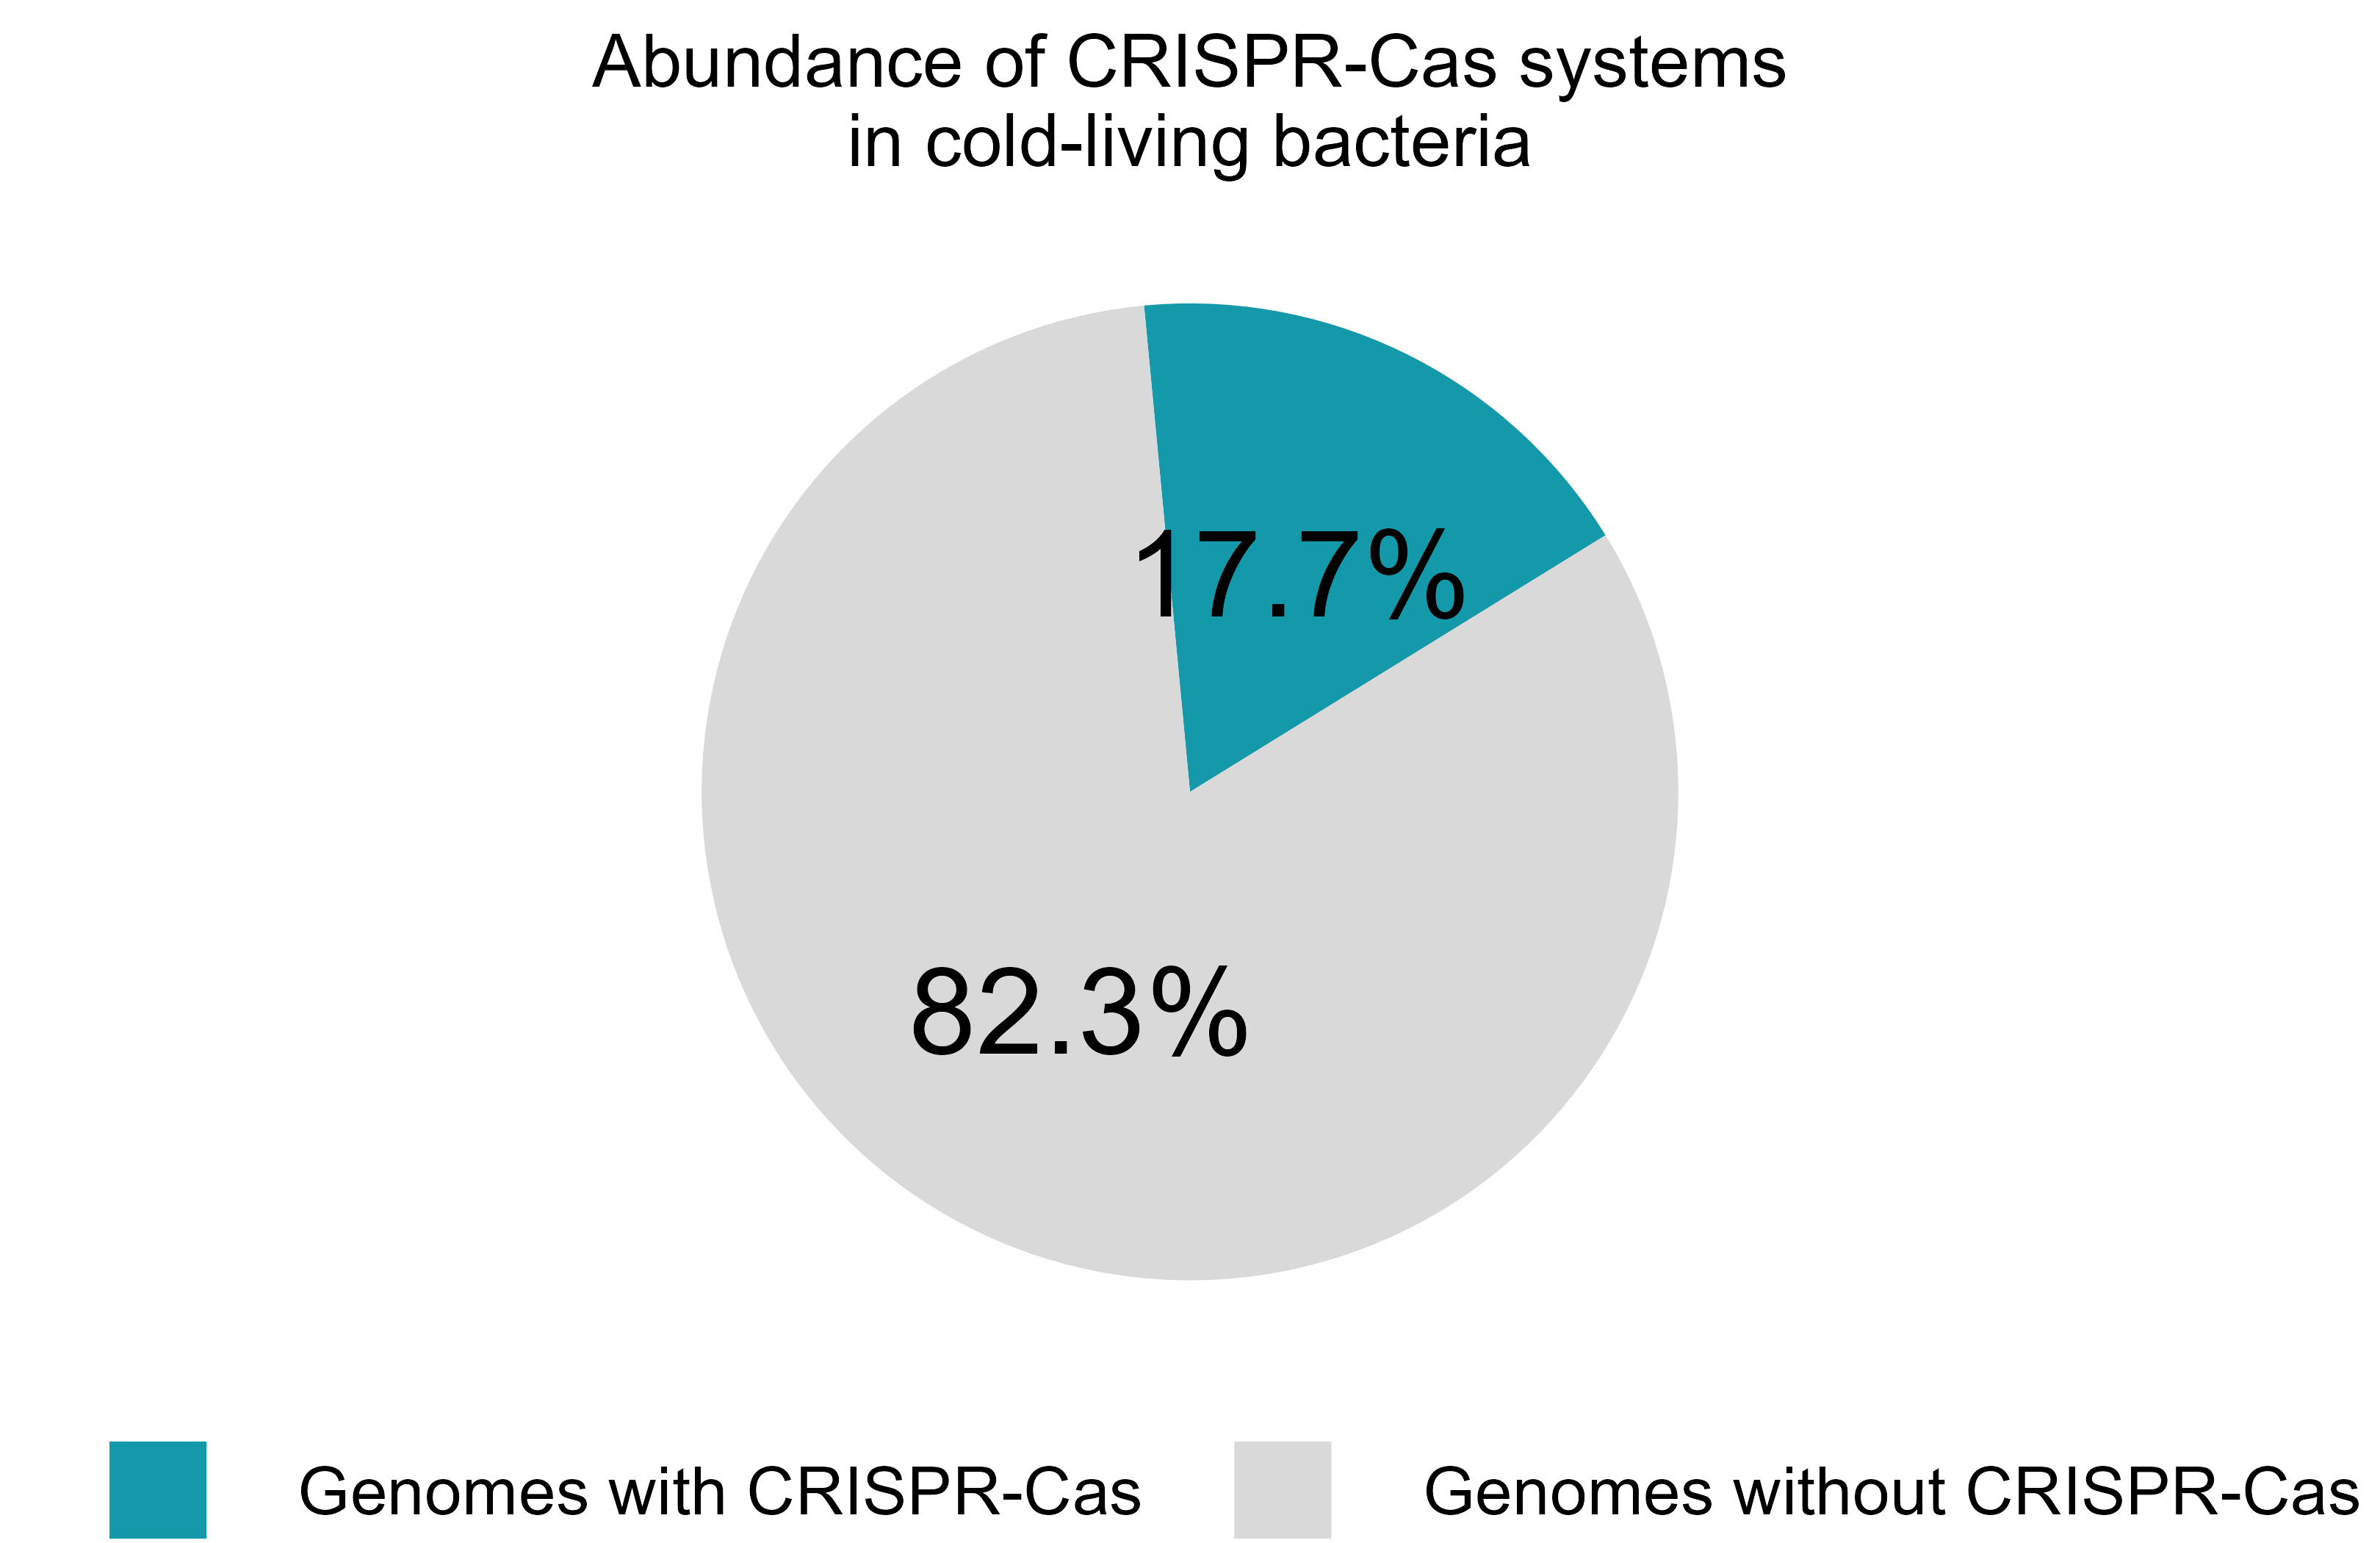 Abundance of CRISPR-Cas systems
in cold-living bacteria
17.7%
82.3%
Genomes with CRISPR-Cas
Genomes without CRISPR-Cas